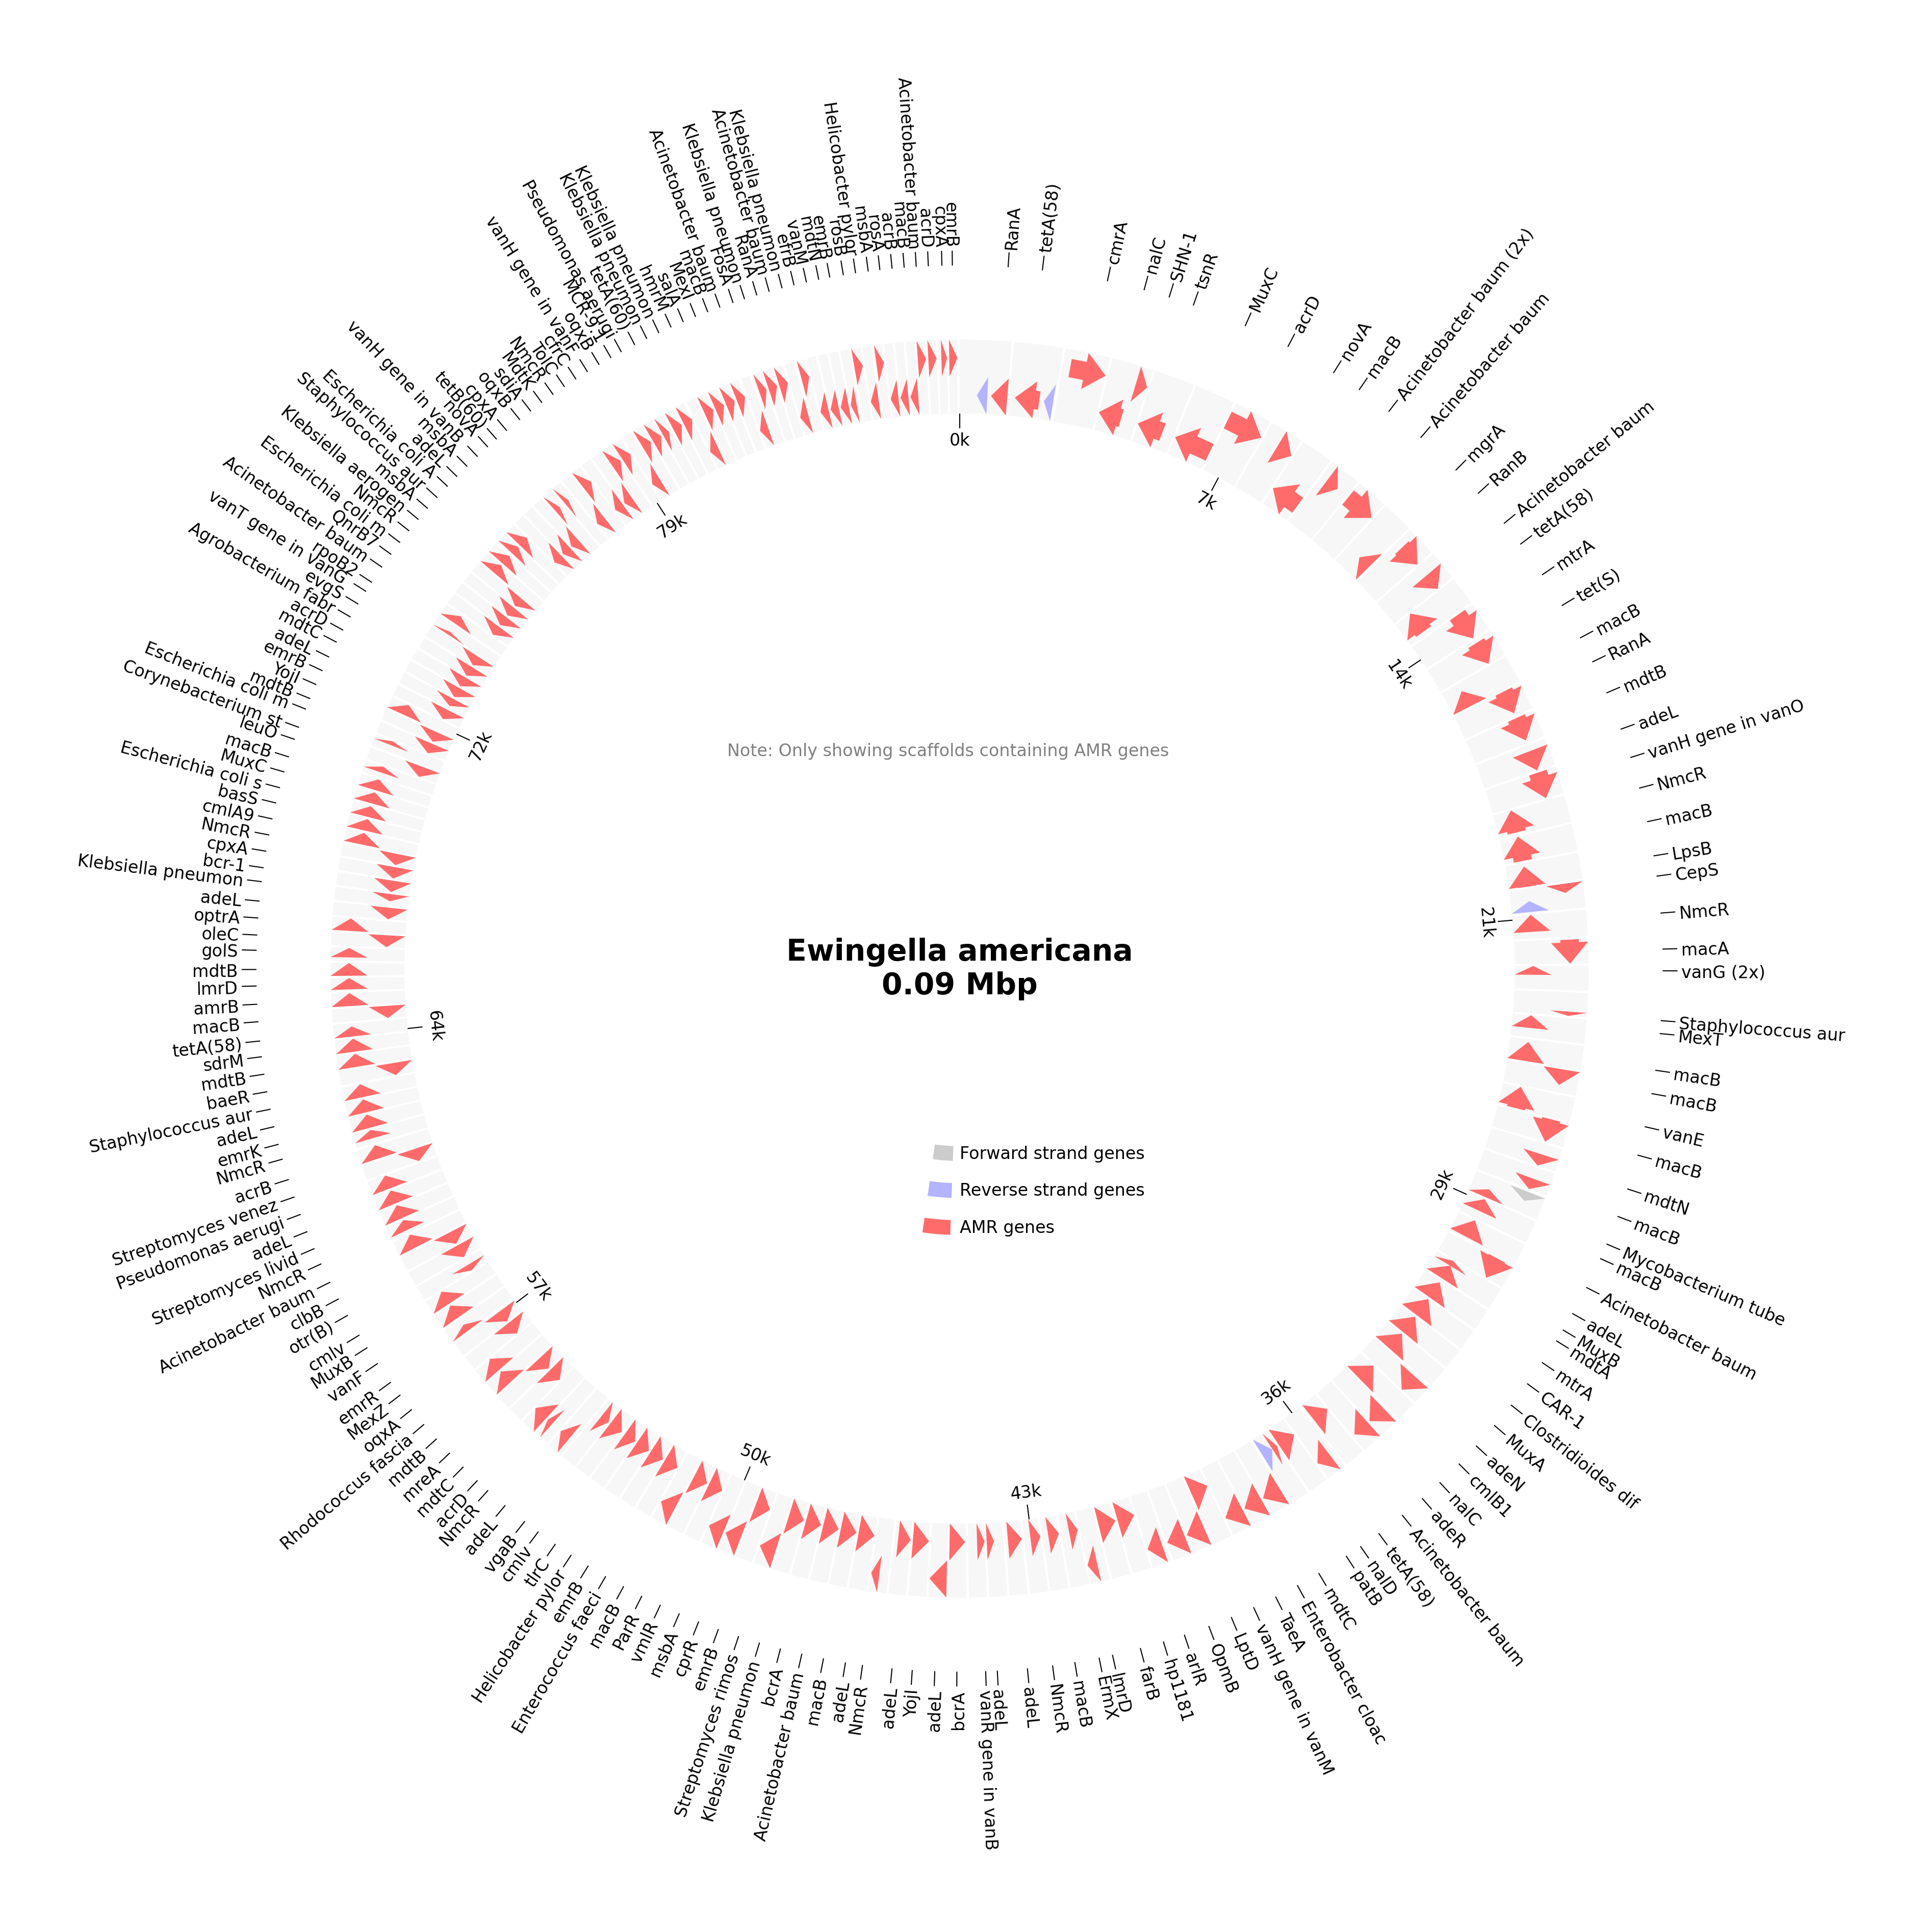 RanA
tetA(58)
cmrA
nalC
SHN-1
tsnR
MuxC
acrD
novA
macB
Acinetobacter baum (2x)
Acinetobacter baum
mgrA
RanB
Acinetobacter baum
tetA(58)
mtrA
tet(S)
macB
RanA
mdtB
adeL
vanH gene in vanO
NmcR
macB
LpsB
CepS
NmcR
macA
vanG (2x)
Staphylococcus aur
MexT
macB
macB
vanE
macB
mdtN
macB
Mycobacterium tube
macB
Acinetobacter baum
adeL
MuxB
mdtA
mtrA
CAR-1
Clostridioides dif
MuxA
adeN
cmlB1
nalC
adeR
Acinetobacter baum
tetA(58)
nalD
patB
mdtC
Enterobacter cloac
TaeA
vanH gene in vanM
LptD
OpmB
arlR
hp1181
farB
lmrD
ErmX
macB
NmcR
adeL
adeL
vanR gene in vanB
bcrA
adeL
YojI
adeL
NmcR
adeL
macB
Acinetobacter baum
bcrA
Klebsiella pneumon
Streptomyces rimos
emrB
cprR
msbA
vmlR
ParR
macB
Enterococcus faeci
emrB
Helicobacter pylor
tlrC
cmlv
vgaB
adeL
NmcR
acrD
mdtC
mreA
mdtB
Rhodococcus fascia
oqxA
MexZ
emrR
vanF
MuxB
cmlv
otr(B)
clbB
Acinetobacter baum
NmcR
Streptomyces livid
adeL
Pseudomonas aerugi
Streptomyces venez
acrB
NmcR
emrK
adeL
Staphylococcus aur
baeR
mdtB
sdrM
tetA(58)
macB
amrB
lmrD
mdtB
golS
oleC
optrA
adeL
Klebsiella pneumon
bcr-1
cpxA
NmcR
cmlA9
basS
Escherichia coli s
MuxC
macB
leuO
Corynebacterium st
Escherichia coli m
mdtB
YojI
emrB
adeL
mdtC
acrD
Agrobacterium fabr
evgS
vanT gene in vanG
rpoB2
Acinetobacter baum
QnrB7
Escherichia coli m
NmcR
Klebsiella aerogen
msbA
Staphylococcus aur
Escherichia coli A
adeL
msbA
vanH gene in vanB
novA
tetB(60)
cpxA
oqxB
sdiA
MdtK
NmcR
tolC
cfrC
vanH gene in vanF
oqxB
MCR-9.1
Pseudomonas aerugi
tetA(60)
Klebsiella pneumon
Klebsiella pneumon
hmrM
salA
MexI
macB
Acinetobacter baum
FosA
Klebsiella pneumon
RanA
Acinetobacter baum
Klebsiella pneumon
efrB
vanM
mdtN
emrB
rosB
Helicobacter pylor
msbA
rosA
acrB
macB
Acinetobacter baum
acrD
cpxA
emrB
0k
7k
14k
21k
29k
36k
43k
50k
57k
64k
72k
79k
Note: Only showing scaffolds containing AMR genes
Ewingella americana
0.09 Mbp
Forward strand genes
Reverse strand genes
AMR genes